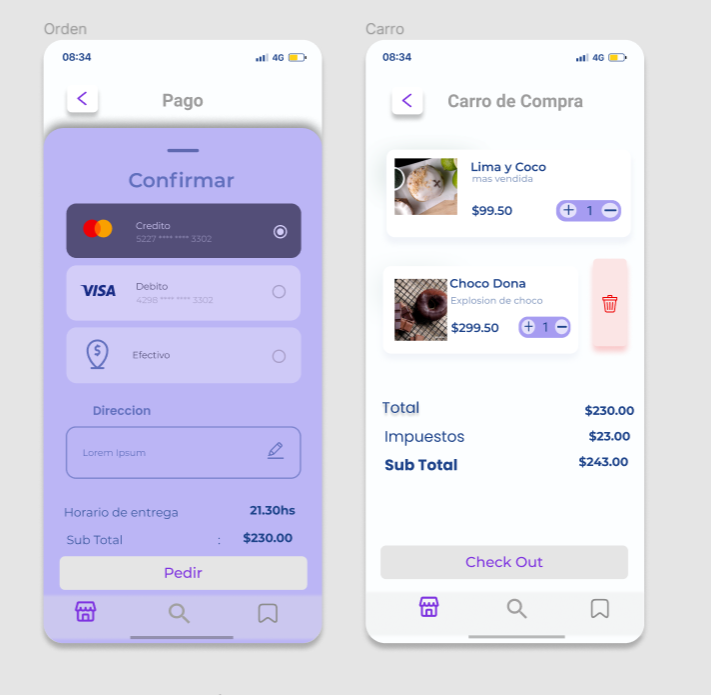 Orden
08:34
4G
Pago
Confirmar
Credito
5227 **** **** 3302
VISA
Debito
4298 **** **** 3302
$
Efectivo
Direccion
Lorem Ipsum
Horario de entrega 21.30hs
Sub Total : $230.00
Pedir
Carro
08:34
4G
Carro de Compra
Lima y Coco
mas vendida
$99.50
+ 1 −
Choco Dona
Explosion de choco
$299.50
+ 1 −
Total $230.00
Impuestos $23.00
Sub Total $243.00
Check Out